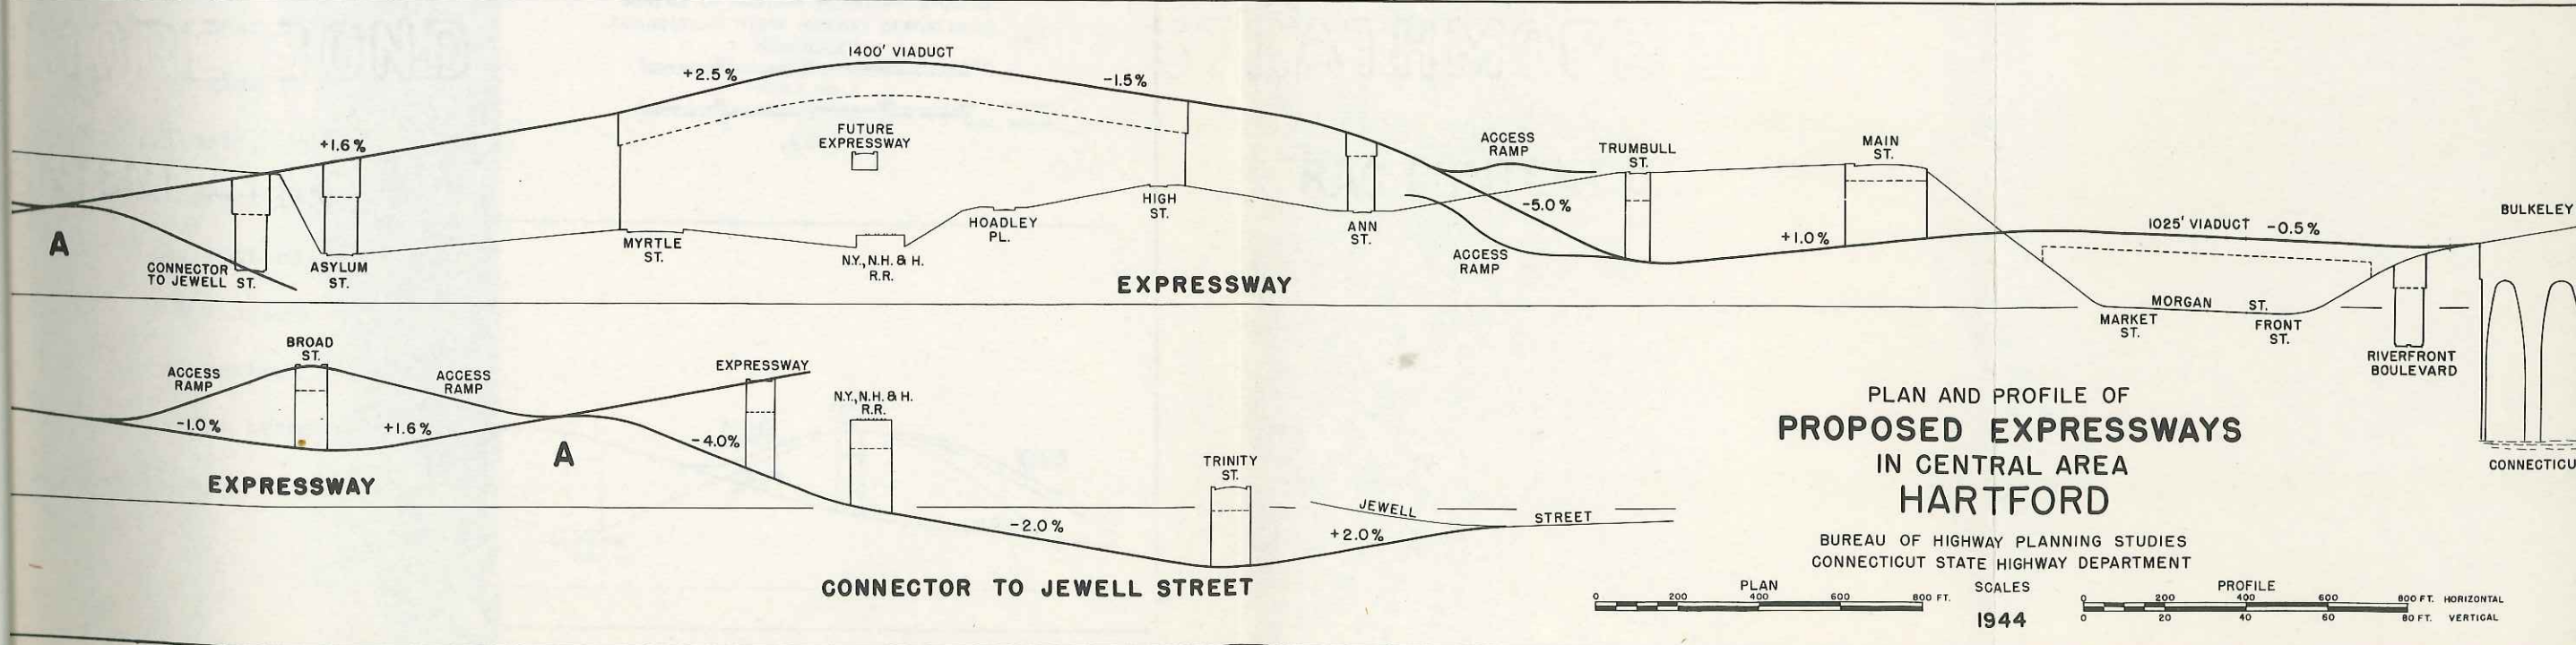 1400' VIADUCT
+2.5%
-1.5%
+1.6%
FUTURE
EXPRESSWAY
ACCESS
RAMP
TRUMBULL
ST.
MAIN
ST.
A
CONNECTOR
TO JEWELL ST.
ASYLUM
ST.
MYRTLE
ST.
N.Y., N.H. & H.
R.R.
HOADLEY
PL.
HIGH
ST.
ANN
ST.
-5.0%
ACCESS
RAMP
+1.0%
1025' VIADUCT -0.5%
BULKELEY
EXPRESSWAY
MORGAN ST.
MARKET
ST.
FRONT
ST.
RIVERFRONT
BOULEVARD
CONNECTICU
BROAD
ST.
ACCESS
RAMP
ACCESS
RAMP
-1.0%
+1.6%
EXPRESSWAY
A
EXPRESSWAY
-4.0%
N.Y., N.H. & H.
R.R.
TRINITY
ST.
-2.0%
JEWELL STREET
+2.0%
CONNECTOR TO JEWELL STREET
PLAN AND PROFILE OF
PROPOSED EXPRESSWAYS
IN CENTRAL AREA
HARTFORD
BUREAU OF HIGHWAY PLANNING STUDIES
CONNECTICUT STATE HIGHWAY DEPARTMENT
PLAN SCALES PROFILE
0 200 400 600 800 FT.
0 200 400 600 800 FT. HORIZONTAL
1944
0 20 40 60 80 FT. VERTICAL